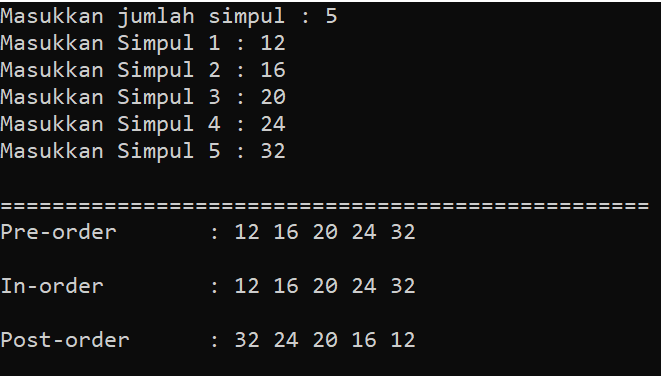 Masukkan jumlah simpul : 5
Masukkan Simpul 1 : 12
Masukkan Simpul 2 : 16
Masukkan Simpul 3 : 20
Masukkan Simpul 4 : 24
Masukkan Simpul 5 : 32
==================================================
Pre-order       : 12 16 20 24 32
In-order        : 12 16 20 24 32
Post-order      : 32 24 20 16 12